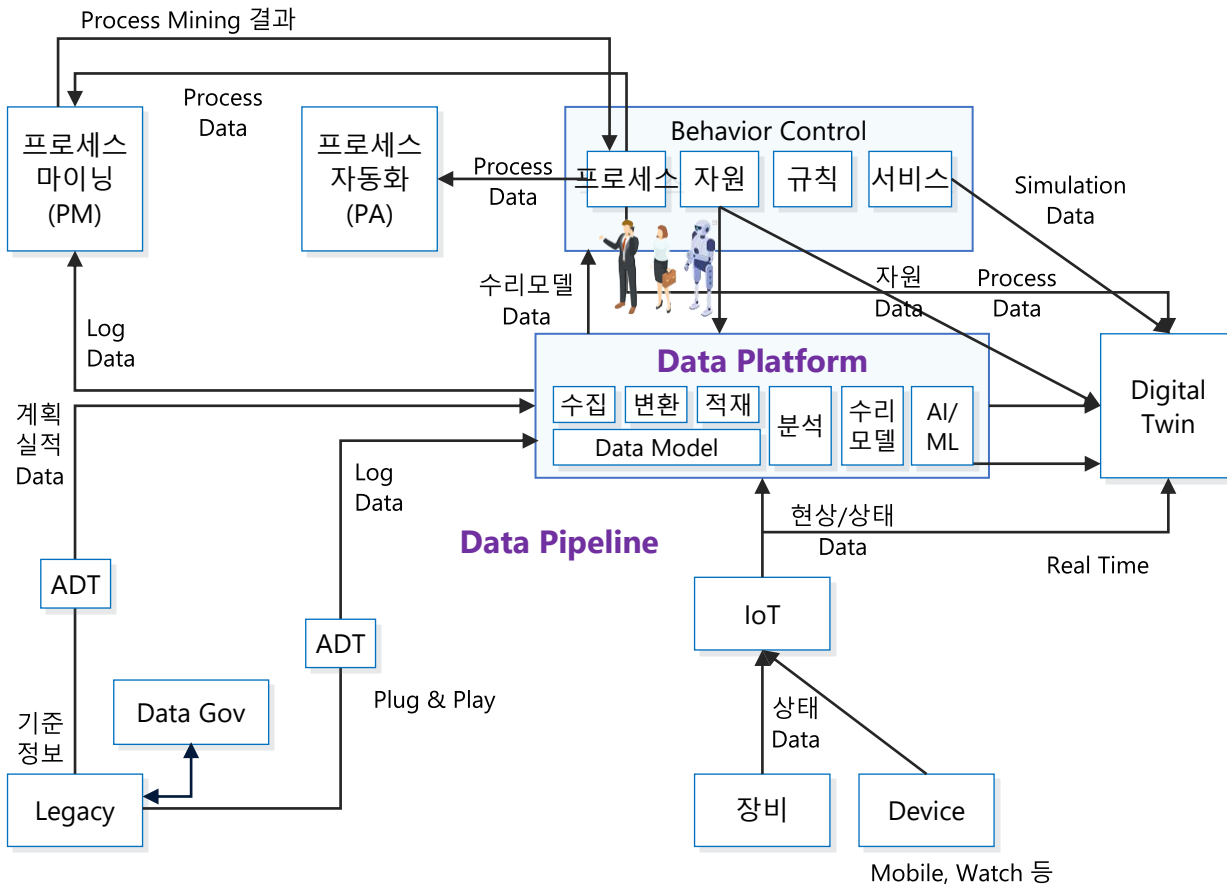 Process Mining 결과
Process
Data
프로세스
마이닝
(PM)
프로세스
자동화
(PA)
Process
Data
Behavior Control
프로세스
자원
규칙
서비스
Simulation
Data
수리모델
Data
자원
Data
Process
Data
Log
Data
Data Platform
수집
변환
적재
Data Model
분석
수리
모델
AI/
ML
Digital
Twin
계획
실적
Data
Log
Data
Data Pipeline
현상/상태
Data
Real Time
ADT
ADT
IoT
Plug & Play
Data Gov
기준
정보
상태
Data
Legacy
장비
Device
Mobile, Watch 등